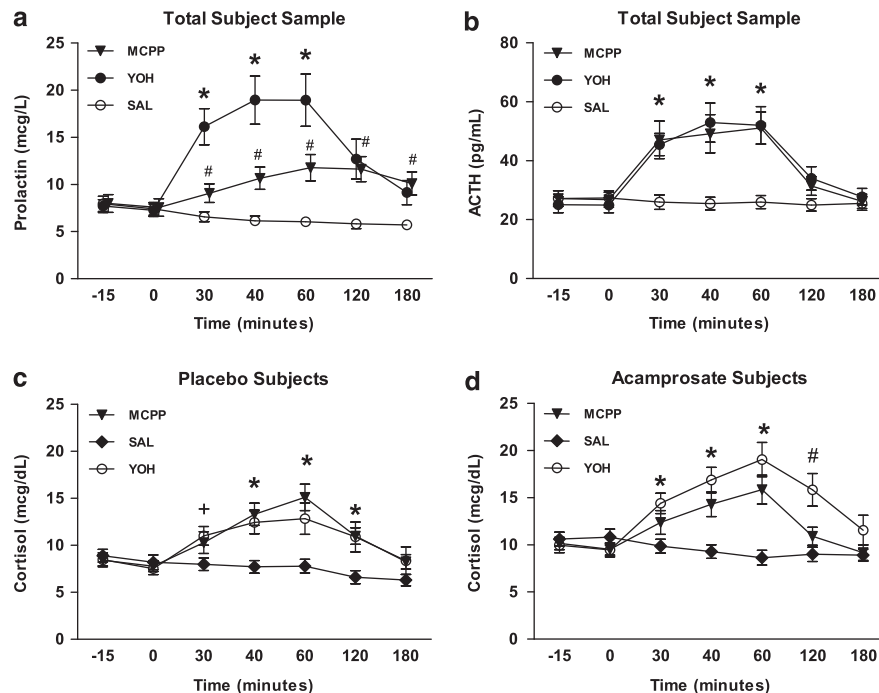 a
Total Subject Sample
Prolactin (mcg/L)
25
20
15
10
5
0
MCPP
YOH
SAL
* * *
# # # # #
-15 0 30 40 60 120 180
Time (minutes)
b
Total Subject Sample
ACTH (pg/mL)
80
60
40
20
0
MCPP
YOH
SAL
* * *
-15 0 30 40 60 120 180
Time (minutes)
c
Placebo Subjects
Cortisol (mcg/dL)
25
20
15
10
5
0
MCPP
SAL
YOH
+ * * *
-15 0 30 40 60 120 180
Time (minutes)
d
Acamprosate Subjects
Cortisol (mcg/dL)
25
20
15
10
5
0
MCPP
SAL
YOH
* * * #
-15 0 30 40 60 120 180
Time (minutes)